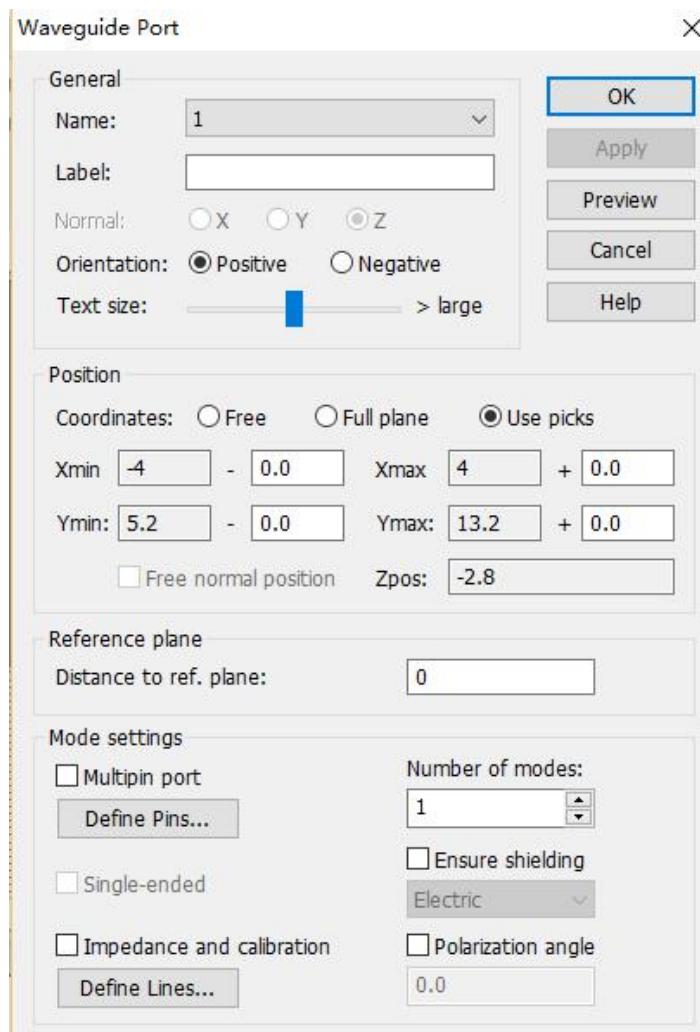 Waveguide Port
General
Name: 1
Label:
Normal: X Y Z
Orientation: Positive Negative
Text size: > large
OK
Apply
Preview
Cancel
Help
Position
Coordinates: Free Full plane Use picks
Xmin -4 - 0.0 Xmax 4 + 0.0
Ymin: 5.2 - 0.0 Ymax: 13.2 + 0.0
Free normal position Zpos: -2.8
Reference plane
Distance to ref. plane: 0
Mode settings
Multipin port
Define Pins...
Single-ended
Impedance and calibration
Define Lines...
Number of modes:
1
Ensure shielding
Electric
Polarization angle
0.0